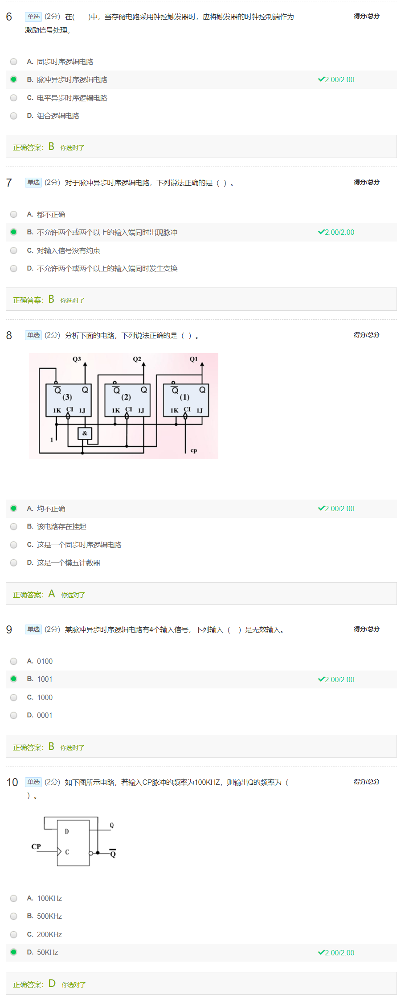 6 单选 (2分) 在(　　)中，当存储电路采用钟控触发器时，应将触发器的时钟控制端作为 得分/总分
激励信号处理。
A. 同步时序逻辑电路
B. 脉冲异步时序逻辑电路 2.00/2.00
C. 电平异步时序逻辑电路
D. 组合逻辑电路
正确答案：B 你选对了
7 单选 (2分) 对于脉冲异步时序逻辑电路，下列说法正确的是（ ）。 得分/总分
A. 都不正确
B. 不允许两个或两个以上的输入端同时出现脉冲 2.00/2.00
C. 对输入信号没有约束
D. 不允许两个或两个以上的输入端同时发生变换
正确答案：B 你选对了
8 单选 (2分) 分析下面的电路，下列说法正确的是（ ）。 得分/总分
Q3 Q2 Q1
Q̅ Q Q̅ Q Q̅ Q
(3) (2) (1)
1K CI 1J 1K CI 1J 1K CI 1J
&
1
cp
A. 均不正确 2.00/2.00
B. 该电路存在挂起
C. 这是一个同步时序逻辑电路
D. 这是一个模五计数器
正确答案：A 你选对了
9 单选 (2分) 某脉冲异步时序逻辑电路有4个输入信号，下列输入（　）是无效输入。 得分/总分
A. 0100
B. 1001 2.00/2.00
C. 1000
D. 0001
正确答案：B 你选对了
10 单选 (2分) 如下图所示电路，若输入CP脉冲的频率为100KHZ，则输出Q的频率为（ 得分/总分
）。
Q
D
CP
C Q̅
A. 100KHz
B. 500KHz
C. 200KHz
D. 50KHz 2.00/2.00
正确答案：D 你选对了